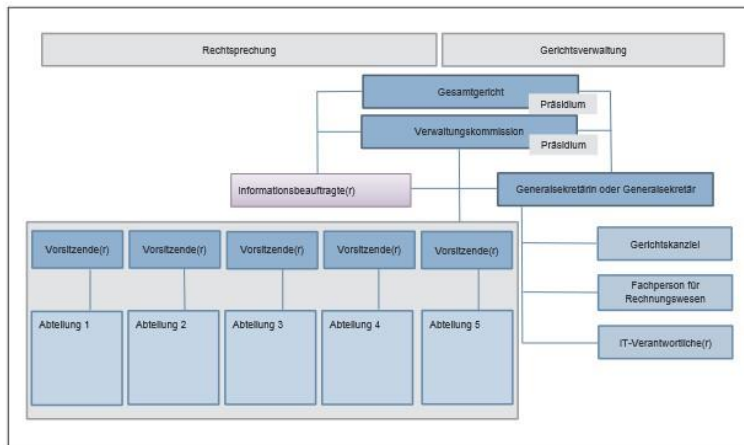 Rechtsprechung
Gerichtsverwaltung
Gesamtgericht
Präsidium
Verwaltungskommission
Präsidium
Informationsbeauftragte(r)
Generalsekretärin oder Generalsekretär
Vorsitzende(r)
Vorsitzende(r)
Vorsitzende(r)
Vorsitzende(r)
Vorsitzende(r)
Gerichtskanzlei
Fachperson für
Rechnungswesen
IT-Verantwortliche(r)
Abteilung 1
Abteilung 2
Abteilung 3
Abteilung 4
Abteilung 5